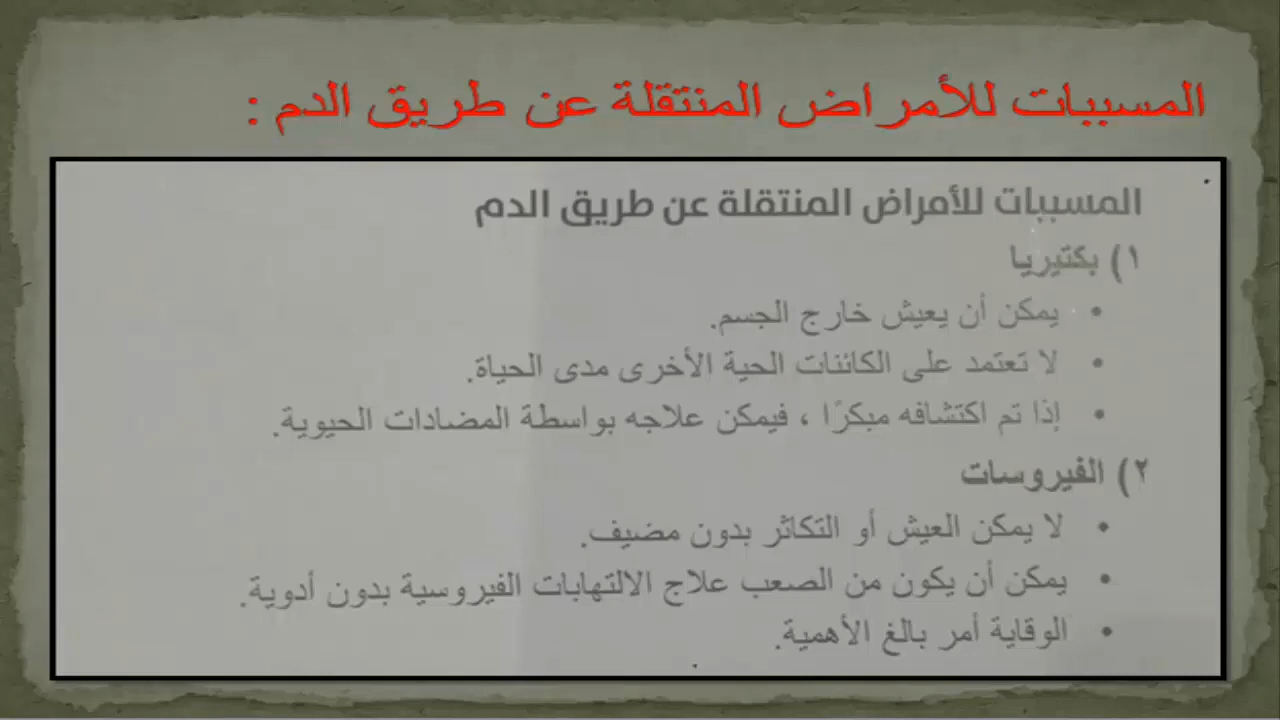 المسببات للأمراض المنتقلة عن طريق الدم :
المسببات للأمراض المنتقلة عن طريق الدم
١) بكتيريا
• يمكن أن يعيش خارج الجسم.
• لا تعتمد على الكائنات الحية الأخرى مدى الحياة.
• إذا تم اكتشافه مبكرًا ، فيمكن علاجه بواسطة المضادات الحيوية.
٢) الفيروسات
• لا يمكن العيش أو التكاثر بدون مضيف.
• يمكن أن يكون من الصعب علاج الالتهابات الفيروسية بدون أدوية.
• الوقاية أمر بالغ الأهمية.